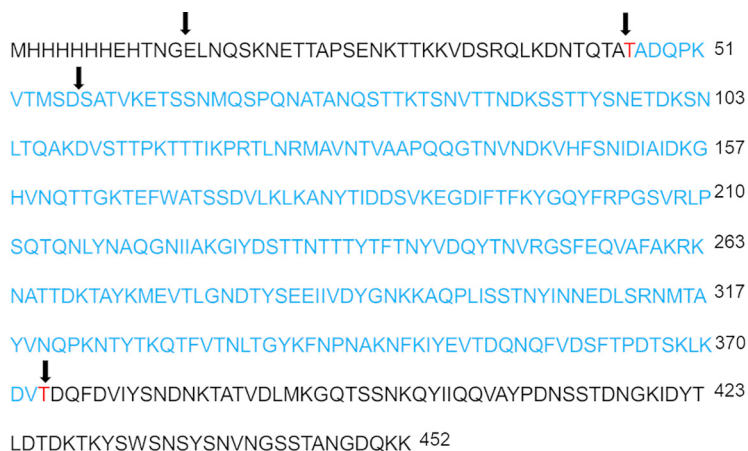 MHHHHHHEHTNGELNQSKNETTAPSENKTTKKVDSRQLKDNTQTATADQPK 51
VTMSDSATVKETSSNMQSPQNATANQSTTKTSNVTTNDKSSTTYSNETDKSN 103
LTQAKDVSTTPKTTTIKPRTLNRMAVNTVAAPQQGTNVNDKVHFSNIDIAIDKG 157
HVNQTTGKTEFWATSSDVLKLKANYTIDDSVKEGDIFTFKYGQYFRPGSVRLP 210
SQTQNLYNAQGNIIAKGIYDSTTNTTTYTFTNYVDQYTNVRGSFEQVAFAKRK 263
NATTDKTAYKMEVTLGNDTYSEEIIVDYGNKKAQPLISSTNYINNEDLSRNMTA 317
YVNQPKNTYTKQTFVTNLTGYKFNPNAKNFKIYEVTDQNQFVDSFTPDTSKLK 370
DVTDQFDVIYSNDNKTATVDLMKGQTSSNKQYIIQQVAYPDNSSTDNGKIDYT 423
LDTDKTKYSWSNSYSNVNGSSTANGDQKK 452